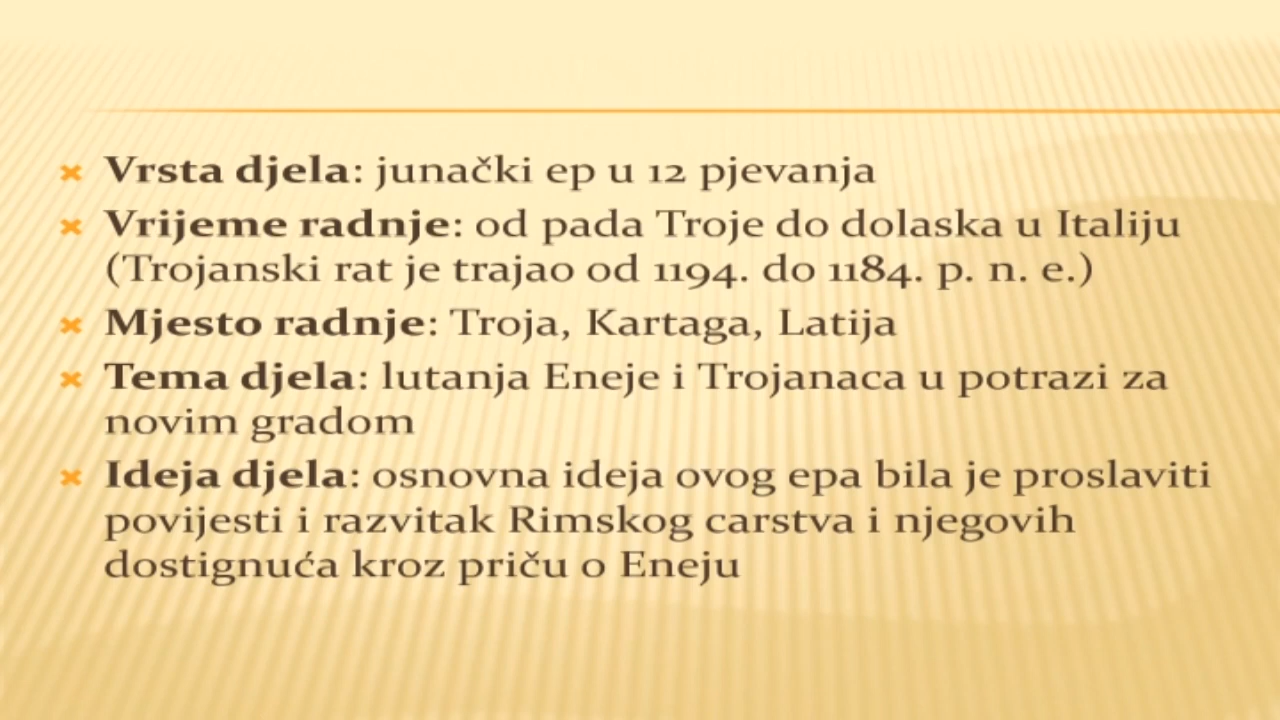 Vrsta djela: junački ep u 12 pjevanja
Vrijeme radnje: od pada Troje do dolaska u Italiju
(Trojanski rat je trajao od 1194. do 1184. p. n. e.)
Mjesto radnje: Troja, Kartaga, Latija
Tema djela: lutanja Eneje i Trojanaca u potrazi za
novim gradom
Ideja djela: osnovna ideja ovog epa bila je proslaviti
povijesti i razvitak Rimskog carstva i njegovih
dostignuća kroz priču o Eneju